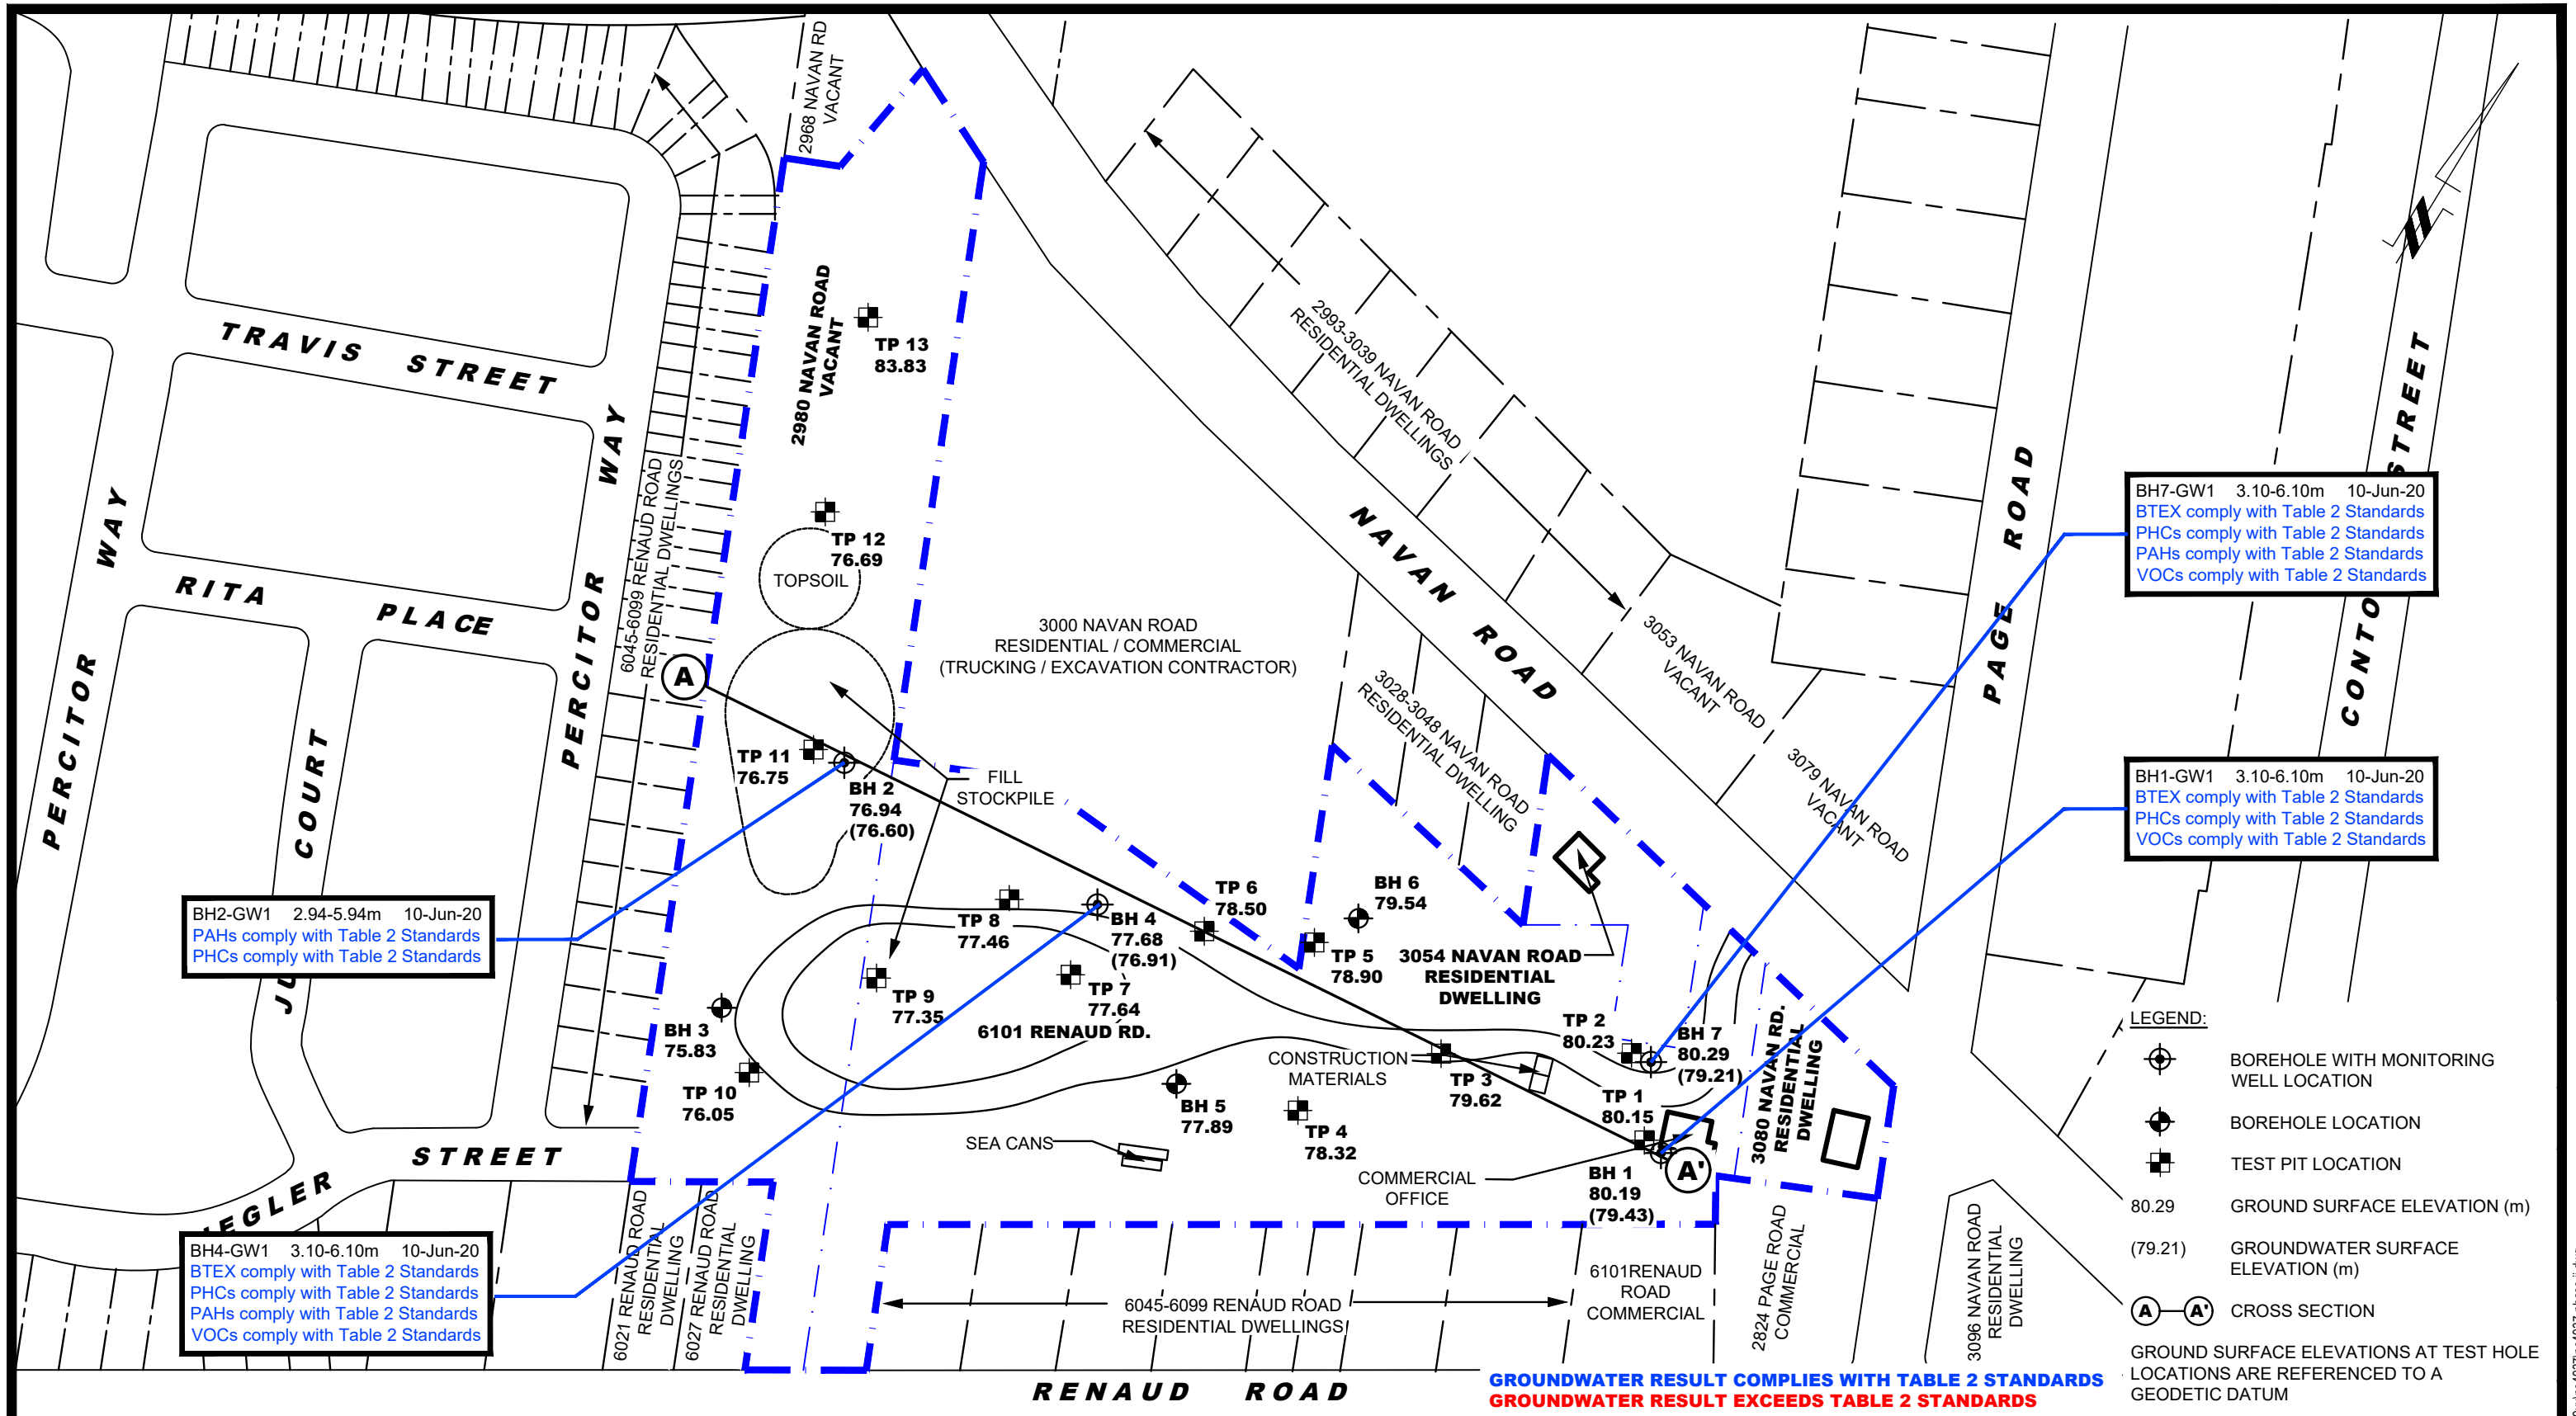 2968 NAVAN RD
VACANT
TRAVIS STREET
PERCITOR WAY
2980 NAVAN ROAD
VACANT
TP 13
83.83
6045-6099 RENAUD ROAD
RESIDENTIAL DWELLINGS
TP 12
76.69
TOPSOIL
2993-3039 NAVAN ROAD
RESIDENTIAL DWELLINGS
NAVAN ROAD
PAGE ROAD
STREET
CONTO
BH7-GW1 3.10-6.10m 10-Jun-20
BTEX comply with Table 2 Standards
PHCs comply with Table 2 Standards
PAHs comply with Table 2 Standards
VOCs comply with Table 2 Standards
PERCITOR WAY
RITA PLACE
A
3000 NAVAN ROAD
RESIDENTIAL / COMMERCIAL
(TRUCKING / EXCAVATION CONTRACTOR)
3053 NAVAN ROAD
VACANT
3028-3048 NAVAN ROAD
RESIDENTIAL DWELLING
3079 NAVAN ROAD
VACANT
BH1-GW1 3.10-6.10m 10-Jun-20
BTEX comply with Table 2 Standards
PHCs comply with Table 2 Standards
VOCs comply with Table 2 Standards
TP 11
76.75
BH 2
76.94
(76.60)
FILL
STOCKPILE
JU
COURT
BH2-GW1 2.94-5.94m 10-Jun-20
PAHs comply with Table 2 Standards
PHCs comply with Table 2 Standards
TP 8
77.46
BH 4
77.68
(76.91)
TP 6
78.50
BH 6
79.54
TP 5
78.90
3054 NAVAN ROAD
RESIDENTIAL
DWELLING
TP 9
77.35
TP 7
77.64
6101 RENAUD RD.
BH 3
75.83
TP 10
76.05
CONSTRUCTION
MATERIALS
TP 3
79.62
TP 2
80.23
BH 7
80.29
(79.21)
3080 NAVAN RD.
RESIDENTIAL
DWELLING
BH 5
77.89
TP 4
78.32
TP 1
80.15
SEA CANS
COMMERCIAL
OFFICE
BH 1
80.19
(79.43)
A'
EGLER STREET
6021 RENAUD ROAD
RESIDENTIAL
DWELLING
6027 RENAUD ROAD
RESIDENTIAL
DWELLING
BH4-GW1 3.10-6.10m 10-Jun-20
BTEX comply with Table 2 Standards
PHCs comply with Table 2 Standards
PAHs comply with Table 2 Standards
VOCs comply with Table 2 Standards
6045-6099 RENAUD ROAD
RESIDENTIAL DWELLINGS
6101RENAUD
ROAD
COMMERCIAL
2824 PAGE ROAD
COMMERCIAL
3096 NAVAN ROAD
RESIDENTIAL
DWELLING
RENAUD ROAD
GROUNDWATER RESULT COMPLIES WITH TABLE 2 STANDARDS
GROUNDWATER RESULT EXCEEDS TABLE 2 STANDARDS
LEGEND:
BOREHOLE WITH MONITORING
WELL LOCATION
BOREHOLE LOCATION
TEST PIT LOCATION
80.29 GROUND SURFACE ELEVATION (m)
(79.21) GROUNDWATER SURFACE
ELEVATION (m)
A A' CROSS SECTION
GROUND SURFACE ELEVATIONS AT TEST HOLE
LOCATIONS ARE REFERENCED TO A
GEODETIC DATUM